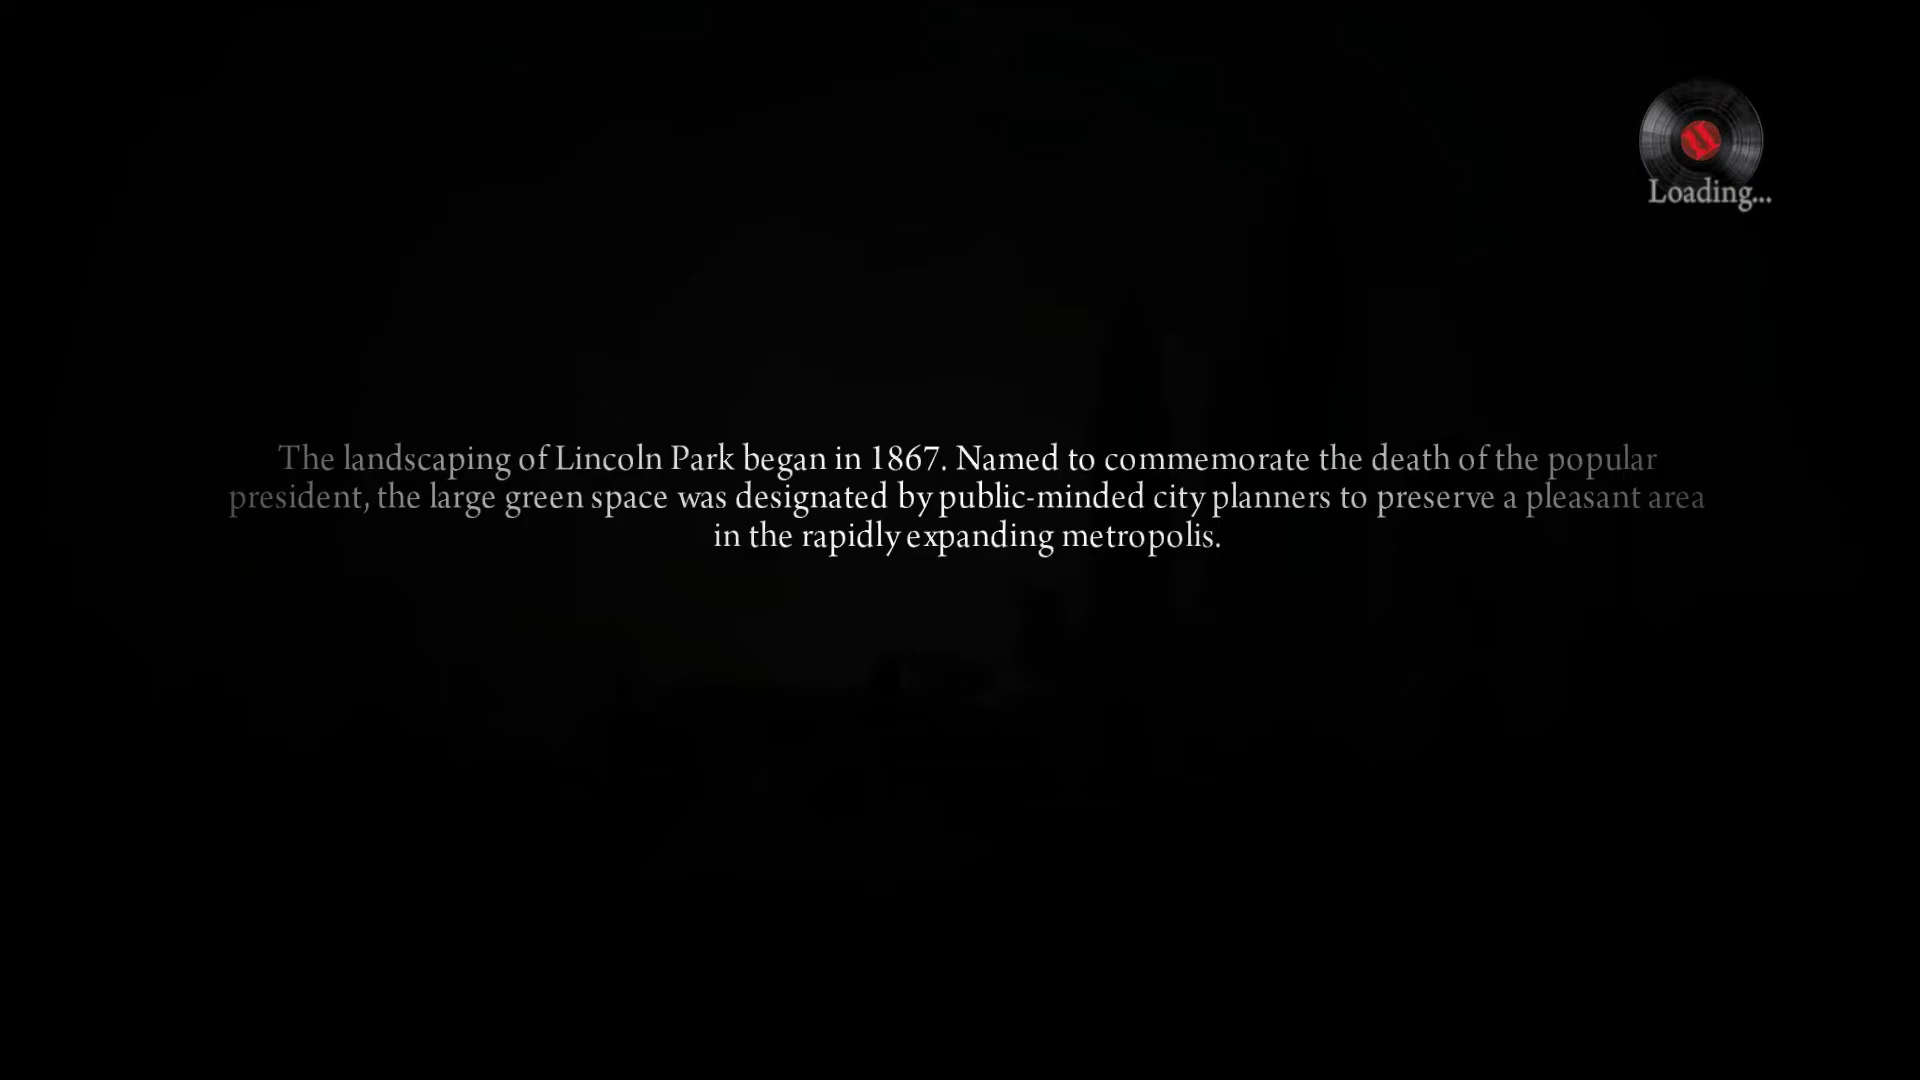 Loading...
The landscaping of Lincoln Park began in 1867. Named to commemorate the death of the popular
president, the large green space was designated by public-minded city planners to preserve a pleasant area
in the rapidly expanding metropolis.